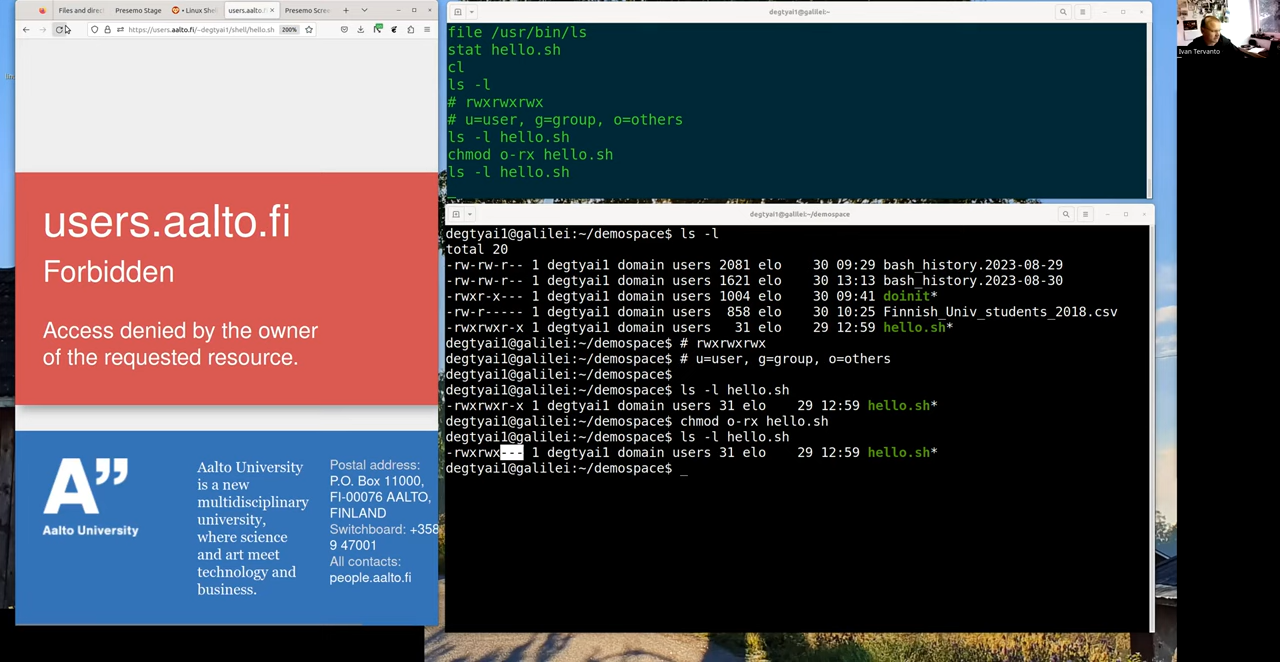 Files and direc
Presemo Stage
• Linux Shel
users.aalto.fi/
Presemo Scree
https://users.aalto.fi/~degtyai1/shell/hello.sh
200%
users.aalto.fi
Forbidden
Access denied by the owner
of the requested resource.
A”
Aalto University
Aalto University
is a new
multidisciplinary
university,
where science
and art meet
technology and
business.
Postal address:
P.O. Box 11000,
FI-00076 AALTO,
FINLAND
Switchboard: +358
9 47001
All contacts:
people.aalto.fi
degtyai1@galilei:~
file /usr/bin/ls
stat hello.sh
cl
ls -l
# rwxrwxrwx
# u=user, g=group, o=others
ls -l hello.sh
chmod o-rx hello.sh
ls -l hello.sh
degtyai1@galilei:~/demospace
degtyai1@galilei:~/demospace$ ls -l
total 20
-rw-rw-r-- 1 degtyai1 domain users 2081 elo    30 09:29 bash_history.2023-08-29
-rw-rw-r-- 1 degtyai1 domain users 1621 elo    30 13:13 bash_history.2023-08-30
-rwxr-x--- 1 degtyai1 domain users 1004 elo    30 09:41 doinit*
-rw-r----- 1 degtyai1 domain users  858 elo    30 10:25 Finnish_Univ_students_2018.csv
-rwxrwxr-x 1 degtyai1 domain users   31 elo    29 12:59 hello.sh*
degtyai1@galilei:~/demospace$ # rwxrwxrwx
degtyai1@galilei:~/demospace$ # u=user, g=group, o=others
degtyai1@galilei:~/demospace$
degtyai1@galilei:~/demospace$ ls -l hello.sh
-rwxrwxr-x 1 degtyai1 domain users 31 elo    29 12:59 hello.sh*
degtyai1@galilei:~/demospace$ chmod o-rx hello.sh
degtyai1@galilei:~/demospace$ ls -l hello.sh
-rwxrwx--- 1 degtyai1 domain users 31 elo    29 12:59 hello.sh*
degtyai1@galilei:~/demospace$ _
Ivan Tervanto